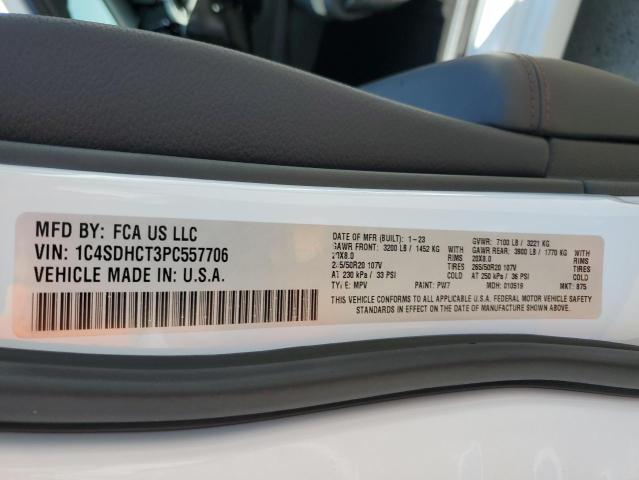 MFD BY: FCA US LLC
VIN: 1C4SDHCT3PC557706
VEHICLE MADE IN: U.S.A.
DATE OF MFR (BUILT): 1-23 GVWR: 7100 LB / 3221 KG
GAWR FRONT: 3200 LB / 1452 KG WITH GAWR REAR: 3900 LB / 1770 KG WITH
20X8.0 RIMS 20X8.0 RIMS
265/50R20 107V TIRES 265/50R20 107V TIRES
AT 230 kPa / 33 PSI COLD AT 250 kPa / 36 PSI COLD
TYPE: MPV PAINT: PW7 MDH: 010519 MKT: 875
THIS VEHICLE CONFORMS TO ALL APPLICABLE U.S.A. FEDERAL MOTOR VEHICLE SAFETY
STANDARDS IN EFFECT ON THE DATE OF MANUFACTURE SHOWN ABOVE.